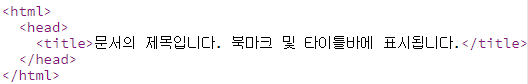 <html>
<head>
<title>문서의 제목입니다. 북마크 및 타이틀바에 표시됩니다.</title>
</head>
</html>